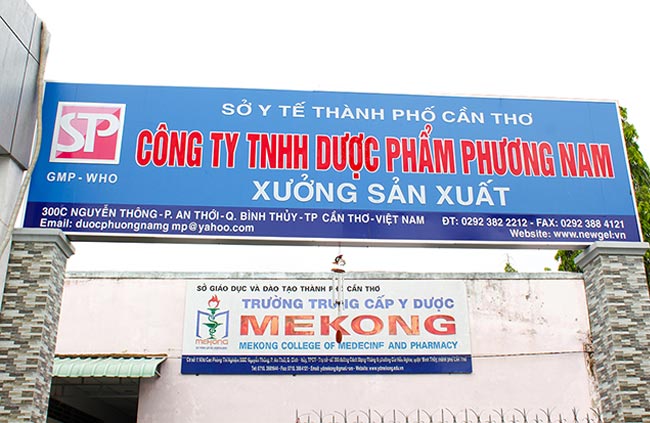 SỞ Y TẾ THÀNH PHỐ CẦN THƠ
SP
CÔNG TY TNHH DƯỢC PHẨM PHƯƠNG NAM
GMP - WHO
XƯỞNG SẢN XUẤT
300C NGUYỄN THÔNG - P. AN THỚI - Q. BÌNH THỦY - TP CẦN THƠ - VIỆT NAM ĐT: 0292 382 2212 - FAX: 0292 388 4121
Email: duocphuongnamg mp@yahoo.com Website: www.newgel.vn
SỞ GIÁO DỤC VÀ ĐÀO TẠO THÀNH PHỐ CẦN THƠ
TRƯỜNG TRUNG CẤP Y DƯỢC
MEKONG
mekong
MEKONG COLLEGE OF MEDECINE AND PHARMACY